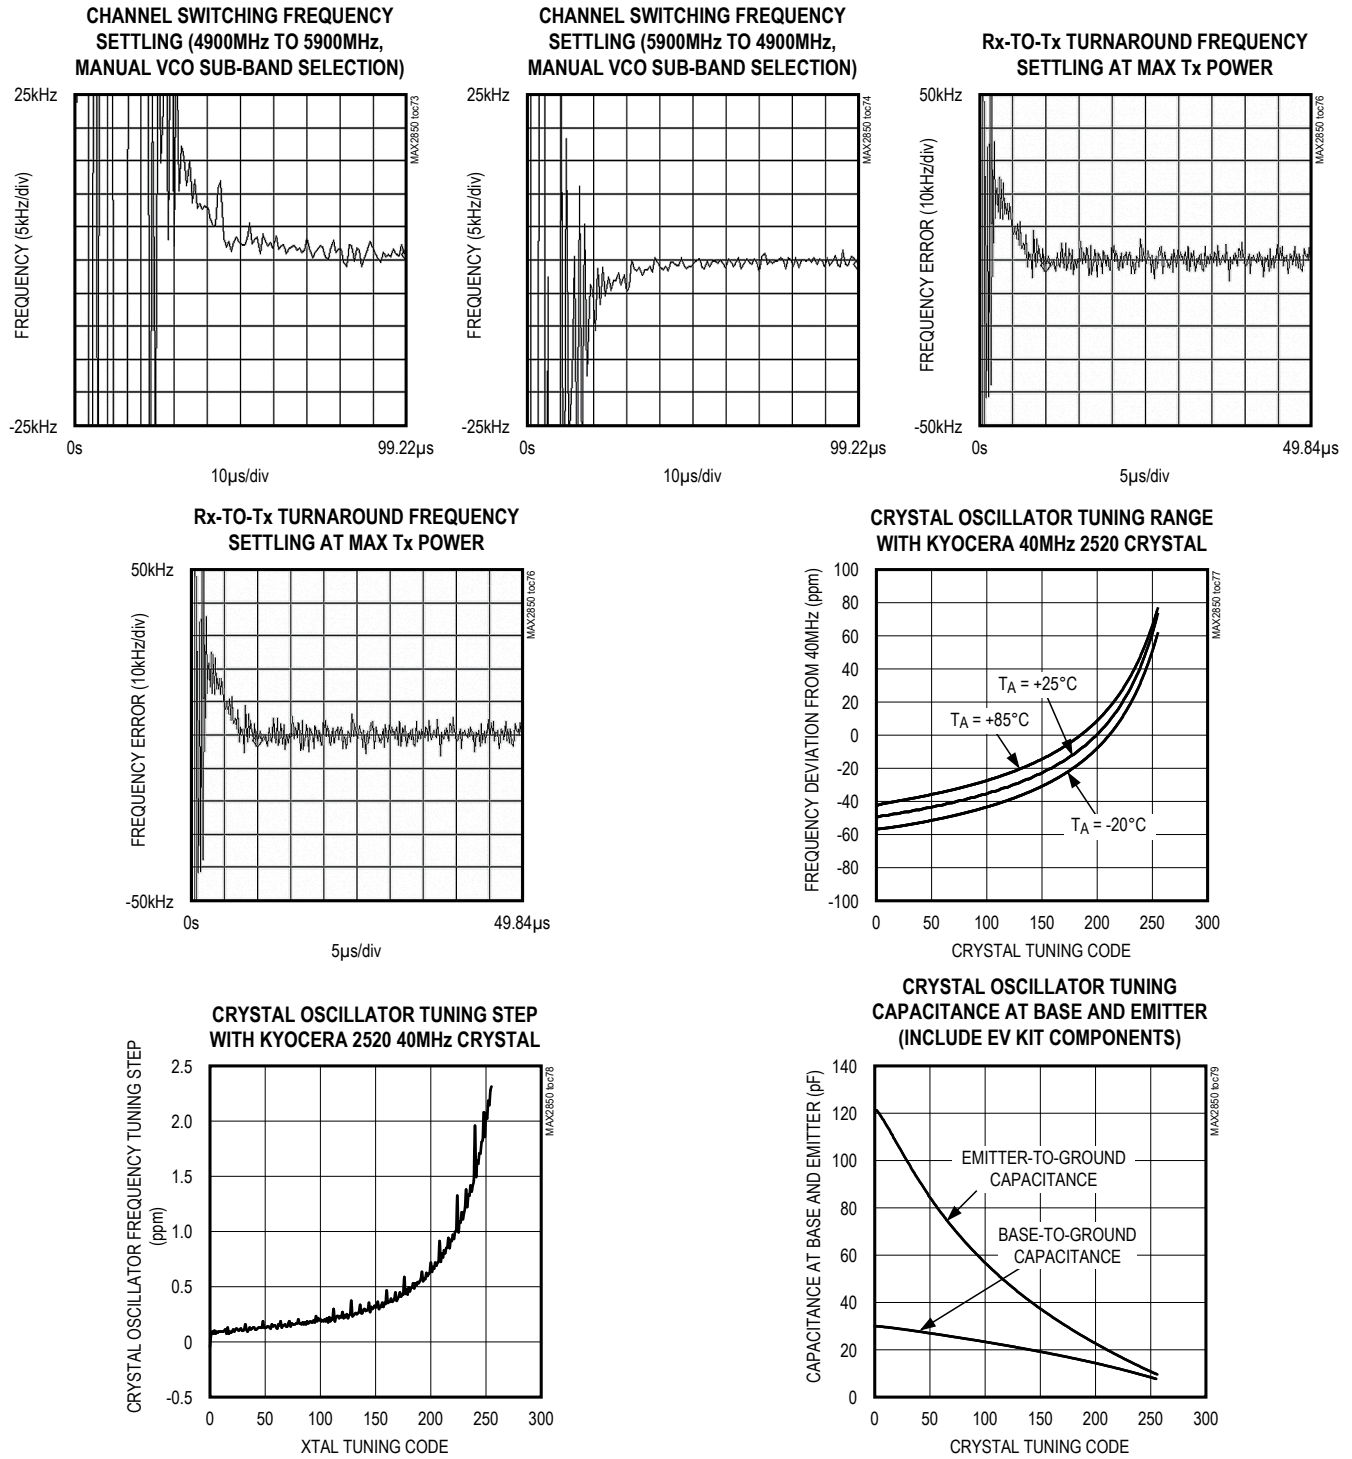 CHANNEL SWITCHING FREQUENCY
SETTLING (4900MHz TO 5900MHz,
MANUAL VCO SUB-BAND SELECTION)
25kHz
-25kHz
FREQUENCY (5kHz/div)
MAX2850 toc73
0s
99.22µs
10µs/div
CHANNEL SWITCHING FREQUENCY
SETTLING (5900MHz TO 4900MHz,
MANUAL VCO SUB-BAND SELECTION)
25kHz
-25kHz
FREQUENCY (5kHz/div)
MAX2850 toc74
0s
99.22µs
10µs/div
Rx-TO-Tx TURNAROUND FREQUENCY
SETTLING AT MAX Tx POWER
50kHz
-50kHz
FREQUENCY ERROR (10kHz/div)
MAX2850 toc76
0s
49.84µs
5µs/div
Rx-TO-Tx TURNAROUND FREQUENCY
SETTLING AT MAX Tx POWER
50kHz
-50kHz
FREQUENCY ERROR (10kHz/div)
MAX2850 toc76
0s
49.84µs
5µs/div
CRYSTAL OSCILLATOR TUNING RANGE
WITH KYOCERA 40MHz 2520 CRYSTAL
FREQUENCY DEVIATION FROM 40MHz (ppm)
100
80
60
40
20
0
-20
-40
-60
-80
-100
TA = +25°C
TA = +85°C
TA = -20°C
MAX2850 toc77
0 50 100 150 200 250 300
CRYSTAL TUNING CODE
CRYSTAL OSCILLATOR TUNING STEP
WITH KYOCERA 2520 40MHz CRYSTAL
CRYSTAL OSCILLATOR FREQUENCY TUNING STEP
(ppm)
2.5
2.0
1.5
1.0
0.5
0
-0.5
MAX2850 toc78
0 50 100 150 200 250 300
XTAL TUNING CODE
CRYSTAL OSCILLATOR TUNING
CAPACITANCE AT BASE AND EMITTER
(INCLUDE EV KIT COMPONENTS)
CAPACITANCE AT BASE AND EMITTER (pF)
140
120
100
80
60
40
20
0
EMITTER-TO-GROUND
CAPACITANCE
BASE-TO-GROUND
CAPACITANCE
MAX2850 toc79
0 50 100 150 200 250 300
CRYSTAL TUNING CODE